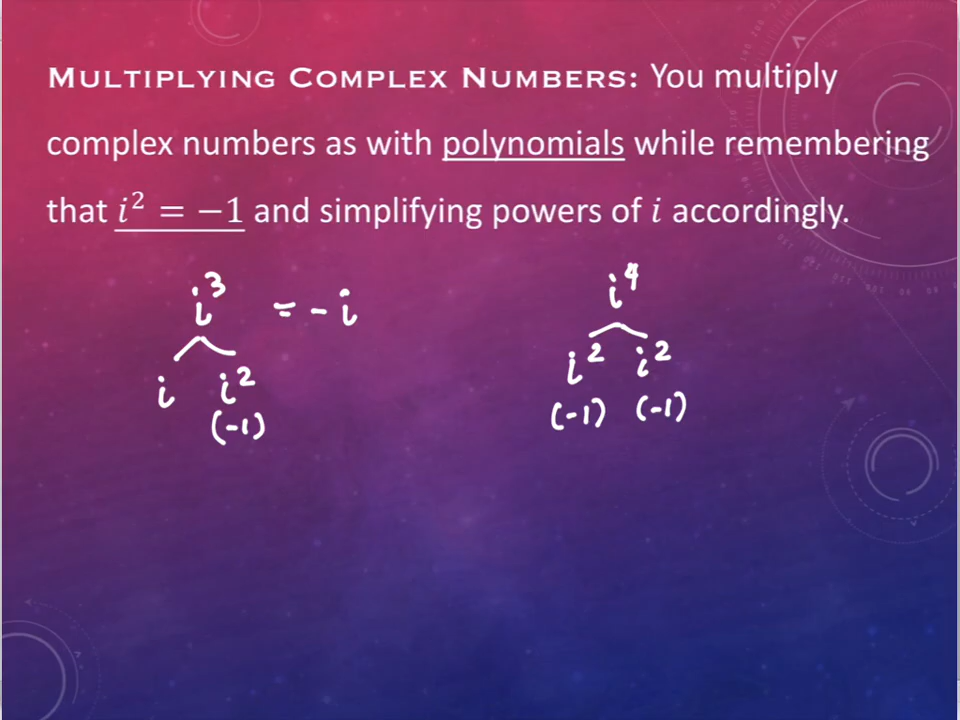 MULTIPLYING COMPLEX NUMBERS: You multiply
complex numbers as with polynomials while remembering
that i² = −1 and simplifying powers of i accordingly.
i³ = - i
i i²
(-1)
i⁴
i² i²
(-1) (-1)